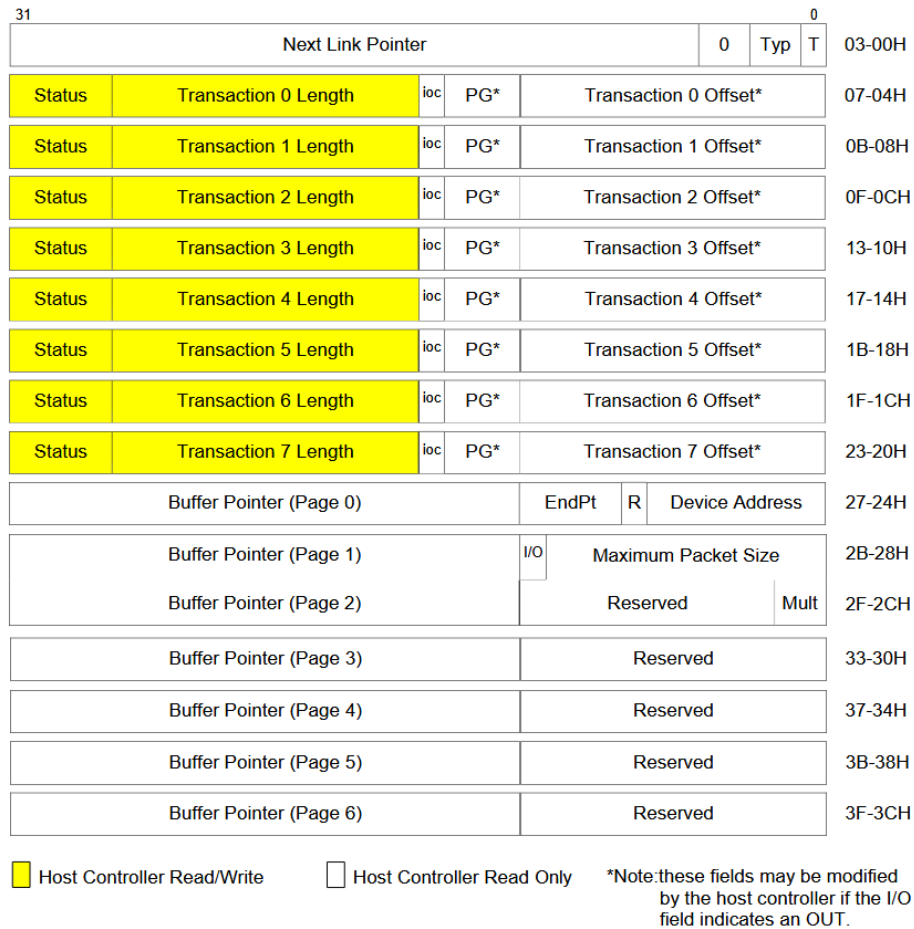 31 0
Next Link Pointer 0 Typ T 03-00H
Status Transaction 0 Length ioc PG* Transaction 0 Offset* 07-04H
Status Transaction 1 Length ioc PG* Transaction 1 Offset* 0B-08H
Status Transaction 2 Length ioc PG* Transaction 2 Offset* 0F-0CH
Status Transaction 3 Length ioc PG* Transaction 3 Offset* 13-10H
Status Transaction 4 Length ioc PG* Transaction 4 Offset* 17-14H
Status Transaction 5 Length ioc PG* Transaction 5 Offset* 1B-18H
Status Transaction 6 Length ioc PG* Transaction 6 Offset* 1F-1CH
Status Transaction 7 Length ioc PG* Transaction 7 Offset* 23-20H
Buffer Pointer (Page 0) EndPt R Device Address 27-24H
Buffer Pointer (Page 1) I/O Maximum Packet Size 2B-28H
Buffer Pointer (Page 2) Reserved Mult 2F-2CH
Buffer Pointer (Page 3) Reserved 33-30H
Buffer Pointer (Page 4) Reserved 37-34H
Buffer Pointer (Page 5) Reserved 3B-38H
Buffer Pointer (Page 6) Reserved 3F-3CH
Host Controller Read/Write Host Controller Read Only *Note:these fields may be modified
by the host controller if the I/O
field indicates an OUT.